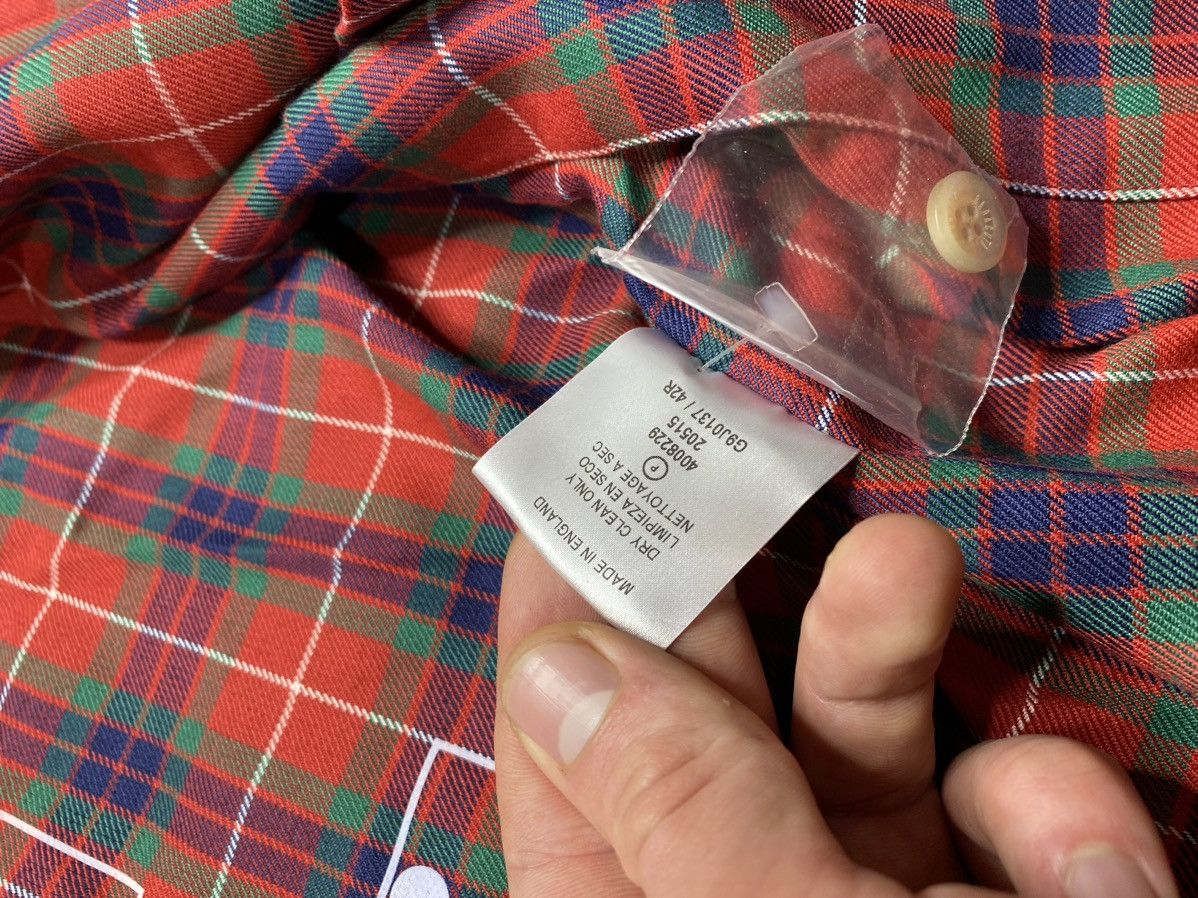 MADE IN ENGLAND
DRY CLEAN ONLY
LIMPIEZA EN SECO
NETTOYAGE A SEC
P
4008229
20515
G9J0137 / 42R